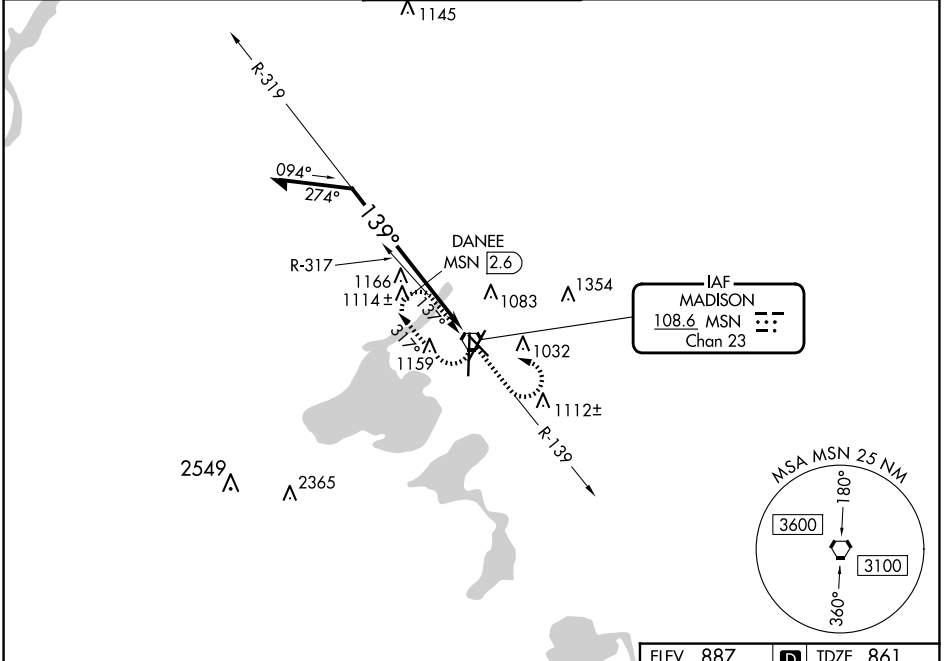 1145
R-319
094°
274°
139°
DANEE
MSN 2.6
R-317
1166
1114±
137°
317°
1159
1083
1354
1032
1112±
IAF
MADISON
108.6 MSN
Chan 23
R-139
2549
2365
MSA MSN 25 NM
180°
3600
3100
360°
ELEV 887 D TDZE 861